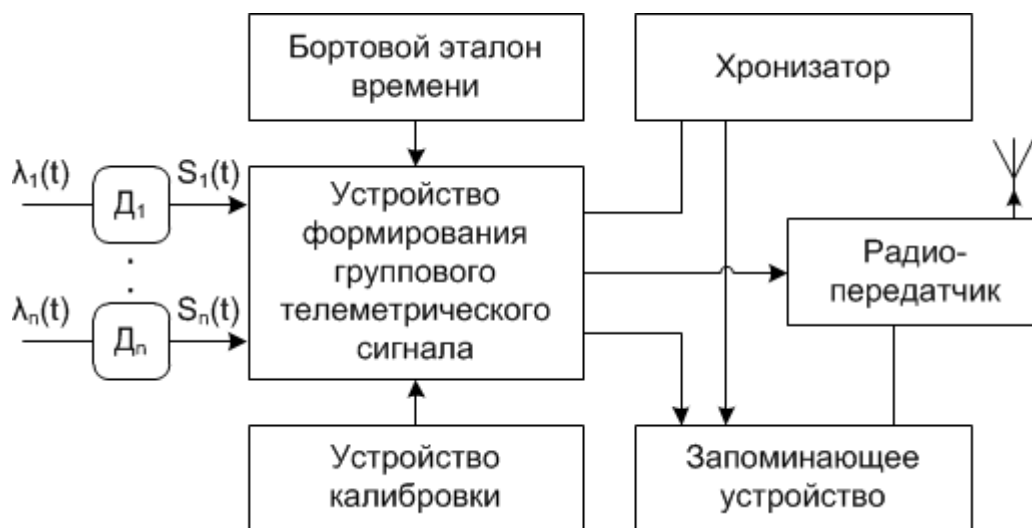 Бортовой эталон
времени
Хронизатор
λ₁(t)
Д₁
S₁(t)
Устройство
формирования
группового
телеметрического
сигнала
Радио-
передатчик
λₙ(t)
Дₙ
Sₙ(t)
Устройство
калибровки
Запоминающее
устройство